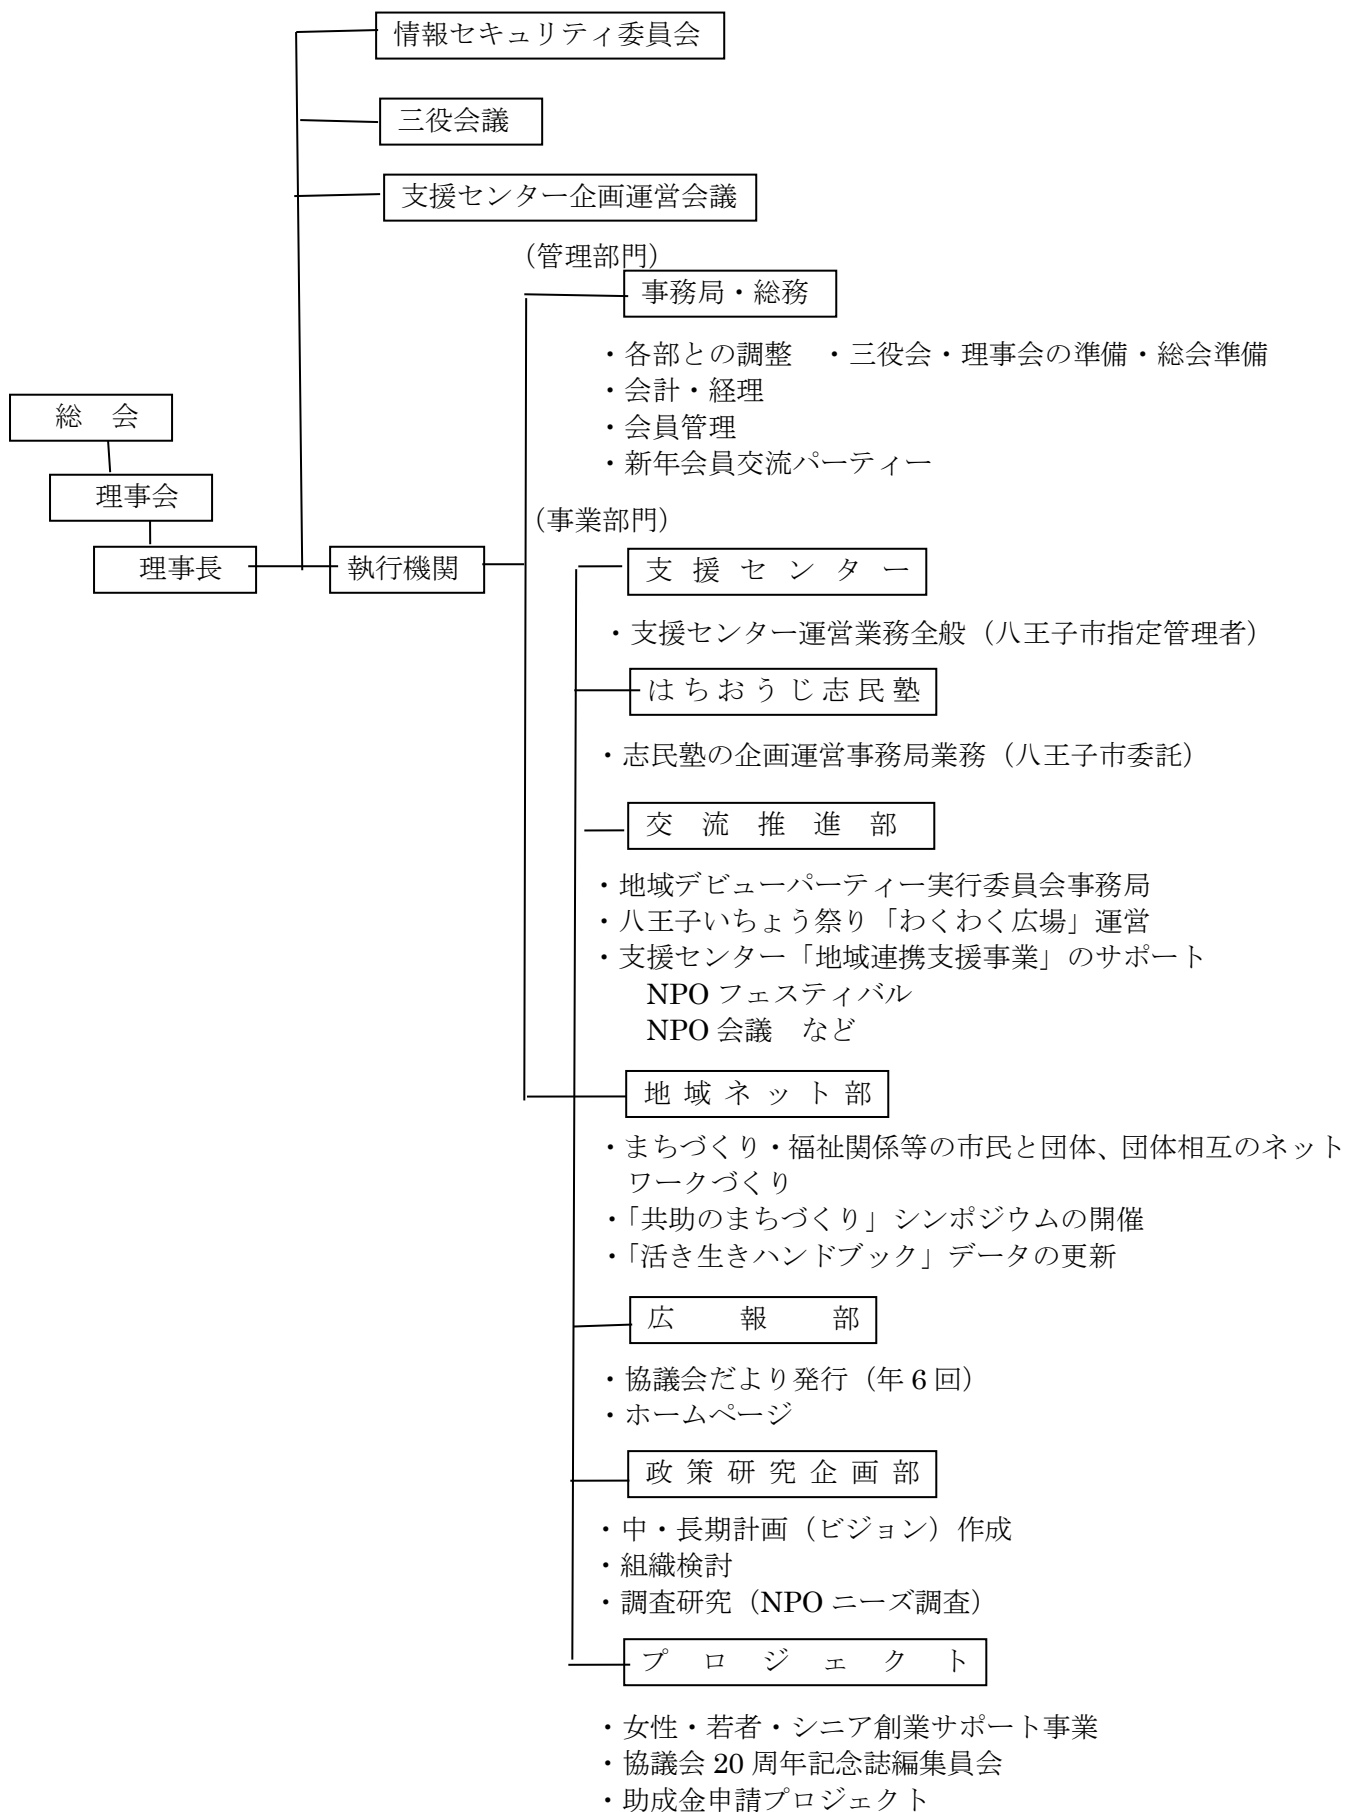 情報セキュリティ委員会
三役会議
支援センター企画運営会議
（管理部門）
事務局・総務
・各部との調整　・三役会・理事会の準備・総会準備
・会計・経理
・会員管理
・新年会員交流パーティー
総　会
理事会
理事長
執行機関
（事業部門）
支援センター
・支援センター運営業務全般（八王子市指定管理者）
はちおうじ志民塾
・志民塾の企画運営事務局業務（八王子市委託）
交流推進部
・地域デビューパーティー実行委員会事務局
・八王子いちょう祭り「わくわく広場」運営
・支援センター「地域連携支援事業」のサポート
NPOフェスティバル
NPO会議　など
地域ネット部
・まちづくり・福祉関係等の市民と団体、団体相互のネット
ワークづくり
・「共助のまちづくり」シンポジウムの開催
・「活き生きハンドブック」データの更新
広報部
・協議会だより発行（年6回）
・ホームページ
政策研究企画部
・中・長期計画（ビジョン）作成
・組織検討
・調査研究（NPOニーズ調査）
プロジェクト
・女性・若者・シニア創業サポート事業
・協議会20周年記念誌編集員会
・助成金申請プロジェクト